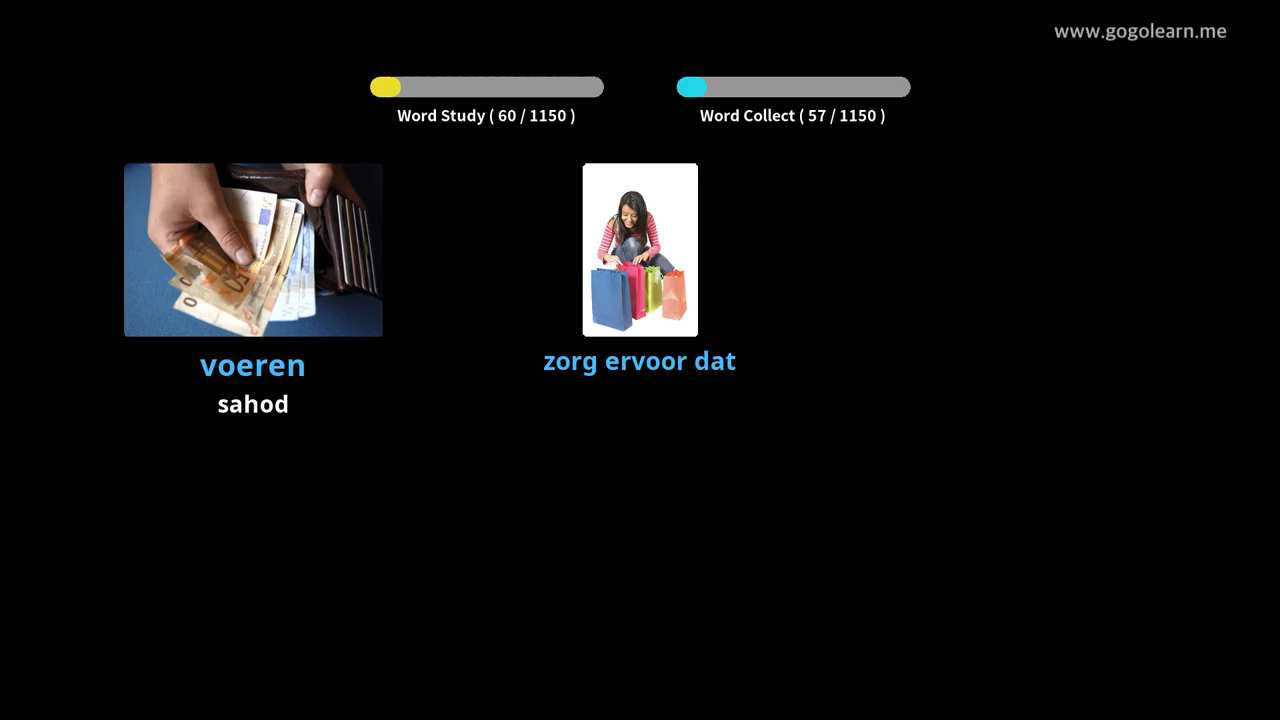 www.gogolearn.me
Word Study ( 60 / 1150 )
Word Collect ( 57 / 1150 )
voeren
sahod
zorg ervoor dat